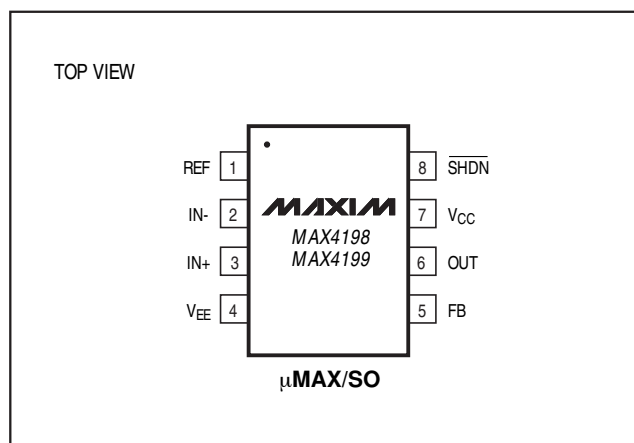 TOP VIEW
REF 1
IN- 2
IN+ 3
VEE 4
MAXIM
MAX4198
MAX4199
8 SHDN
7 VCC
6 OUT
5 FB
µMAX/SO